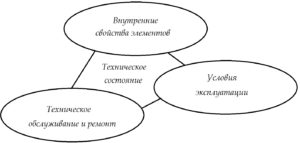 Внутренние
свойства элементов
Техническое
состояние
Условия
эксплуатации
Техническое
обслуживание и ремонт